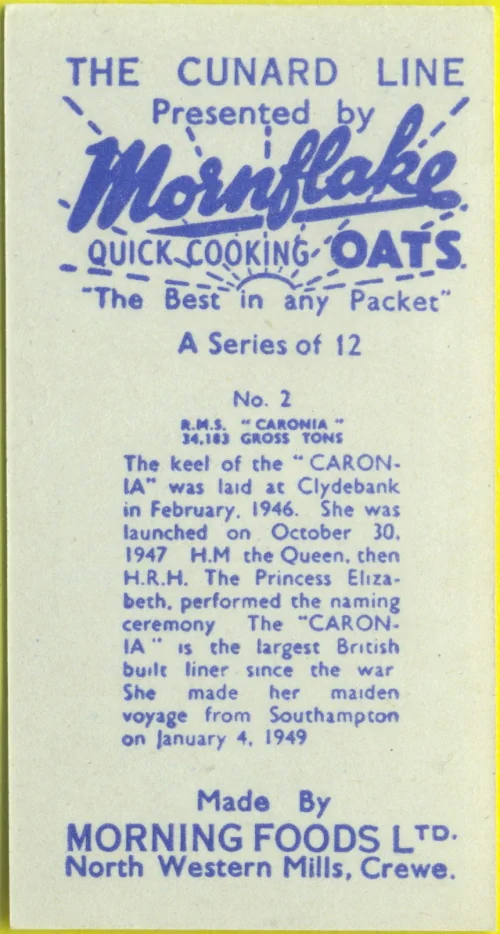 THE CUNARD LINE
Presented by
Mornflake
QUICK COOKING OATS.
"The Best in any Packet"
A Series of 12
No. 2
R.M.S. "CARONIA"
34,183 GROSS TONS
The keel of the "CARON-
IA" was laid at Clydebank
in February, 1946. She was
launched on October 30,
1947 H.M the Queen, then
H.R.H. The Princess Eliza-
beth, performed the naming
ceremony The "CARON-
IA" is the largest British
built liner since the war
She made her maiden
voyage from Southampton
on January 4, 1949
Made By
MORNING FOODS LTD.
North Western Mills, Crewe.